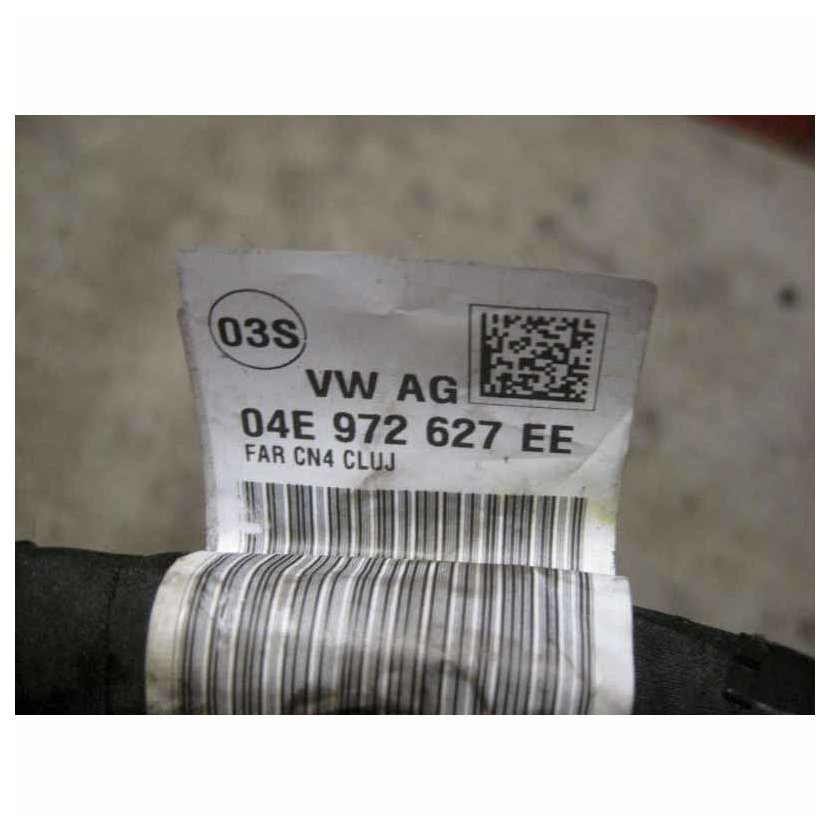 03S
VW AG
04E 972 627 EE
FAR CN4 CLUJ